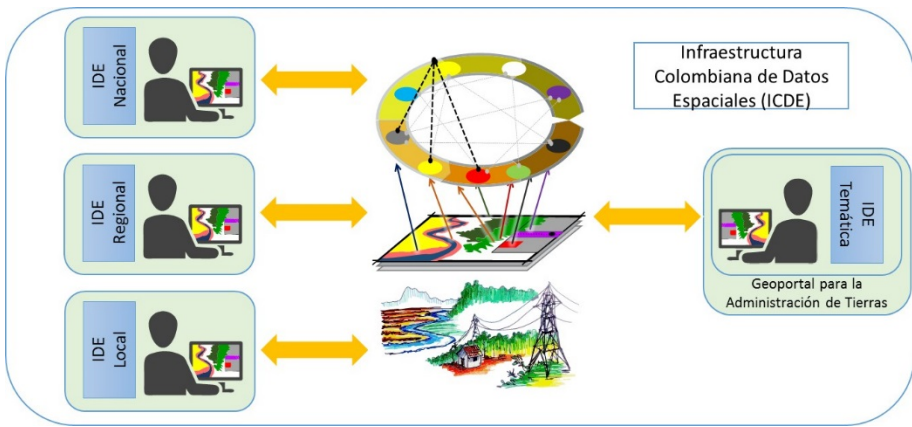 IDE
Nacional
Infraestructura
Colombiana de Datos
Espaciales (ICDE)
IDE
Regional
IDE
Temática
Geoportal para la
Administración de Tierras
IDE
Local